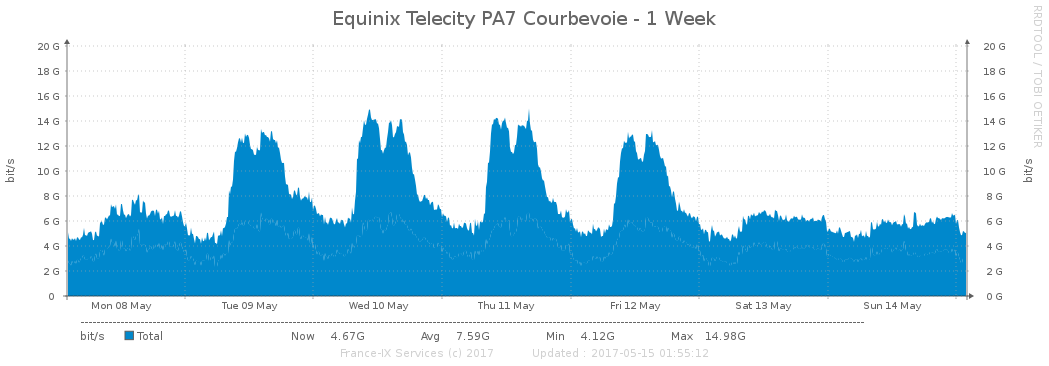 Equinix Telecity PA7 Courbevoie - 1 Week
RRDTOOL / TOBI OETIKER
bit/s
20 G 20 G
18 G 18 G
16 G 16 G
14 G 14 G
12 G 12 G
10 G 10 G
8 G 8 G
6 G 6 G
4 G 4 G
2 G 2 G
0 0 G
bit/s
Mon 08 May Tue 09 May Wed 10 May Thu 11 May Fri 12 May Sat 13 May Sun 14 May
bit/s Total Now 4.67G Avg 7.59G Min 4.12G Max 14.98G
France-IX Services (c) 2017 Updated : 2017-05-15 01:55:12